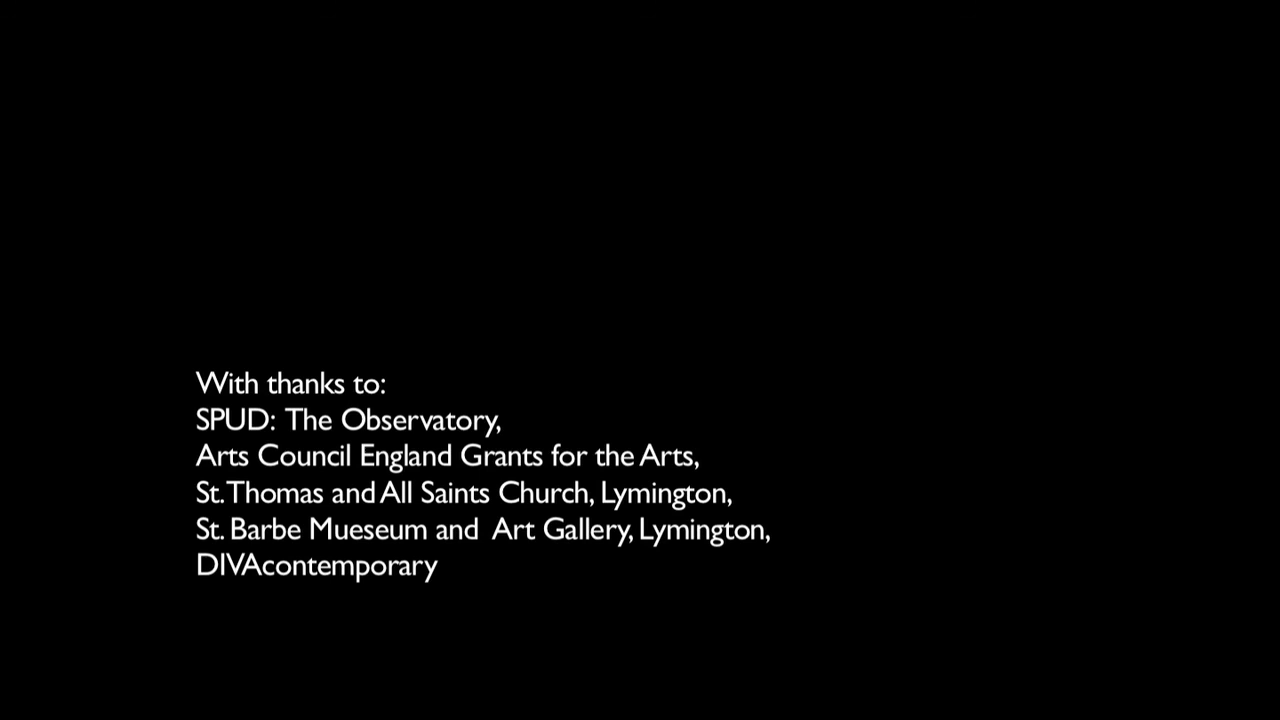 With thanks to:
SPUD: The Observatory,
Arts Council England Grants for the Arts,
St. Thomas and All Saints Church, Lymington,
St. Barbe Mueseum and  Art Gallery, Lymington,
DIVAcontemporary